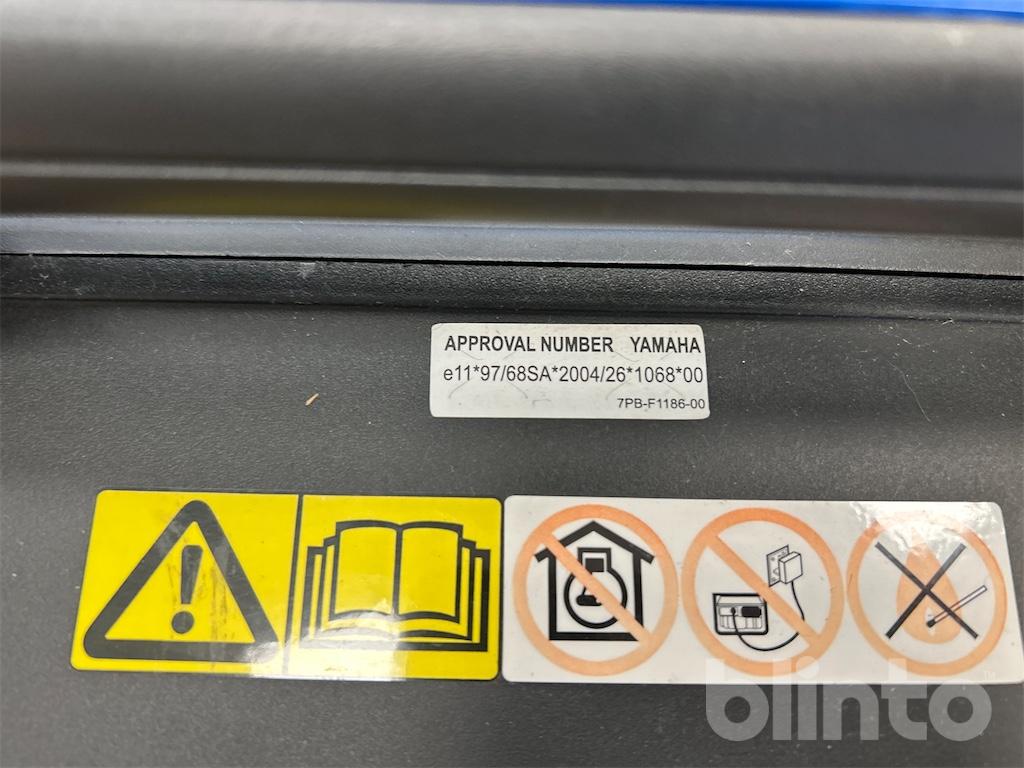 APPROVAL NUMBER YAMAHA
e11*97/68SA*2004/26*1068*00
7PB-F1186-00
blinto